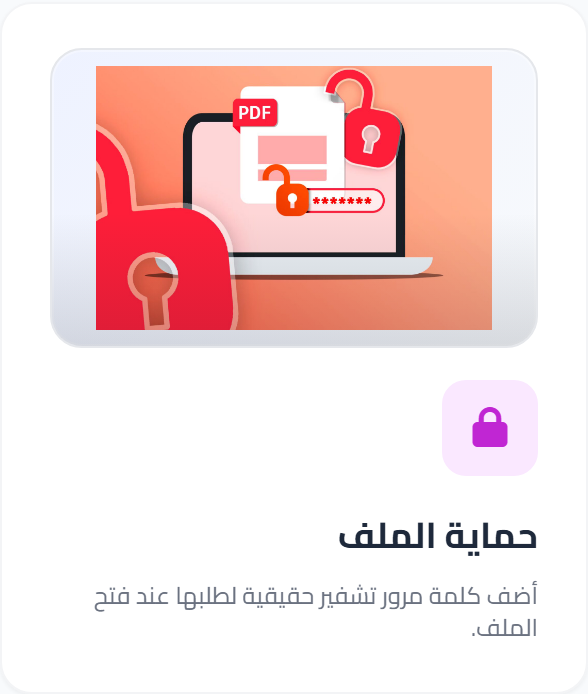 PDF
*******
حماية الملف
أضف كلمة مرور تشفير حقيقية لطلبها عند فتح
الملف.